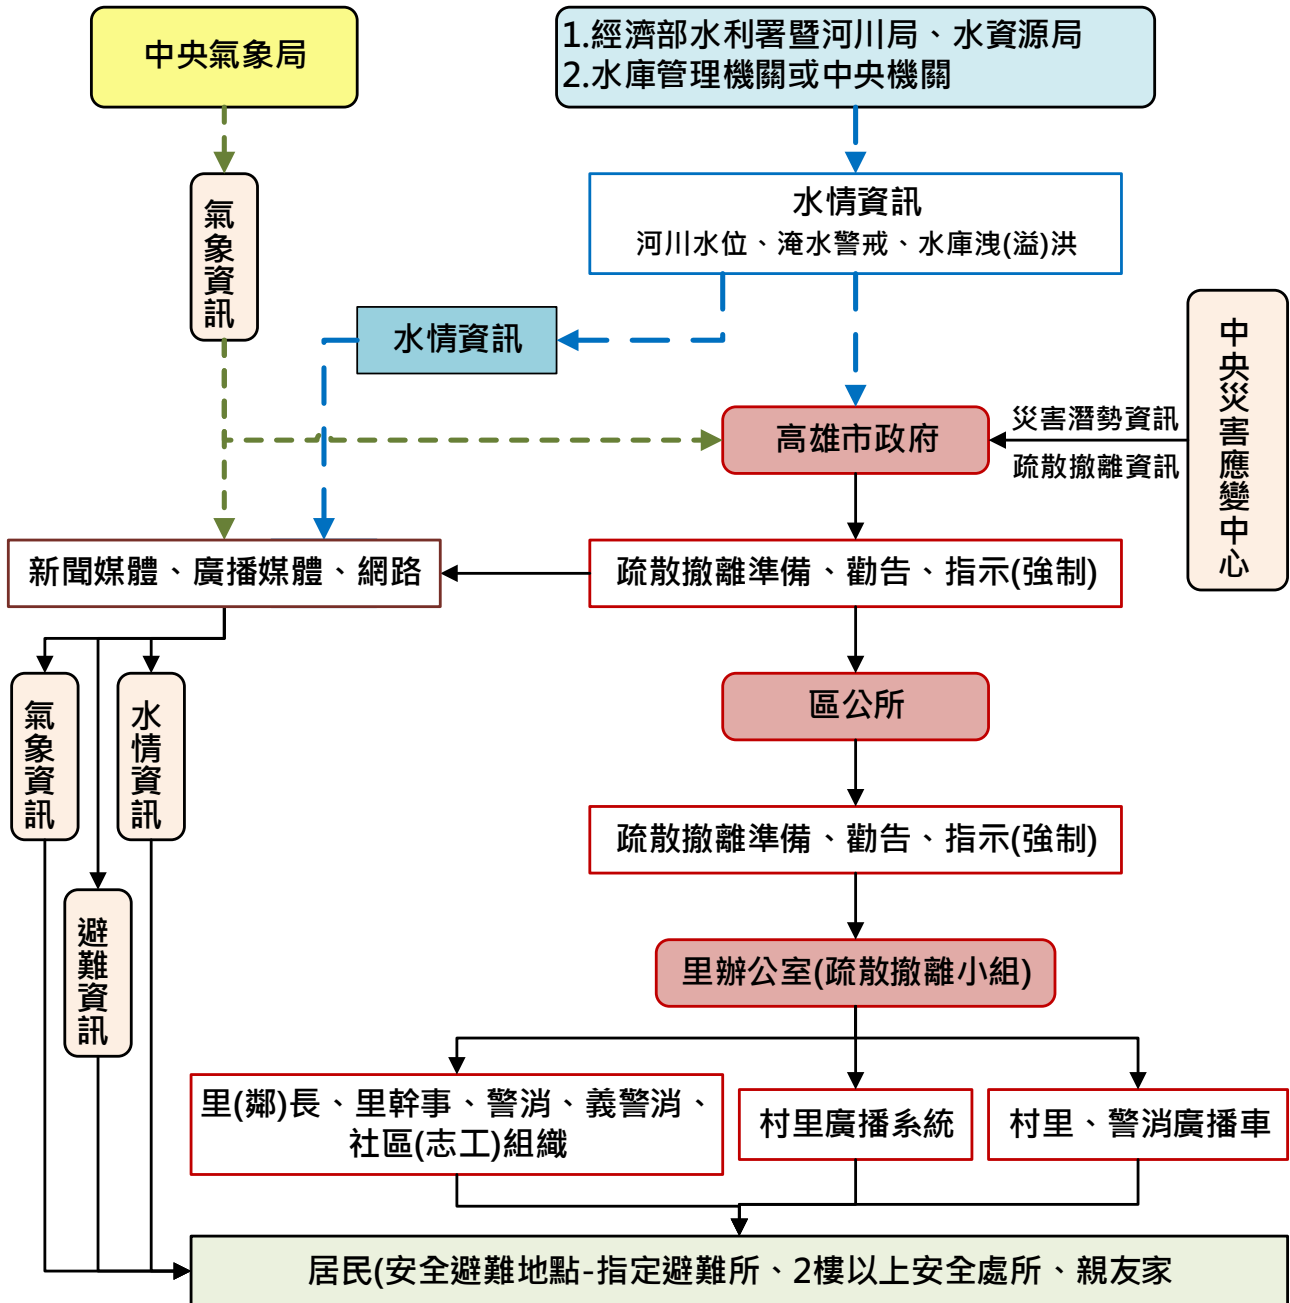 中央氣象局
1.經濟部水利署暨河川局、水資源局
2.水庫管理機關或中央機關
氣象資訊
水情資訊
河川水位、淹水警戒、水庫洩(溢)洪
水情資訊
中央災害應變中心
高雄市政府
災害潛勢資訊
疏散撤離資訊
新聞媒體、廣播媒體、網路
疏散撤離準備、勸告、指示(強制)
氣象資訊
水情資訊
區公所
疏散撤離準備、勸告、指示(強制)
避難資訊
里辦公室(疏散撤離小組)
里(鄰)長、里幹事、警消、義警消、
社區(志工)組織
村里廣播系統
村里、警消廣播車
居民(安全避難地點-指定避難所、2樓以上安全處所、親友家